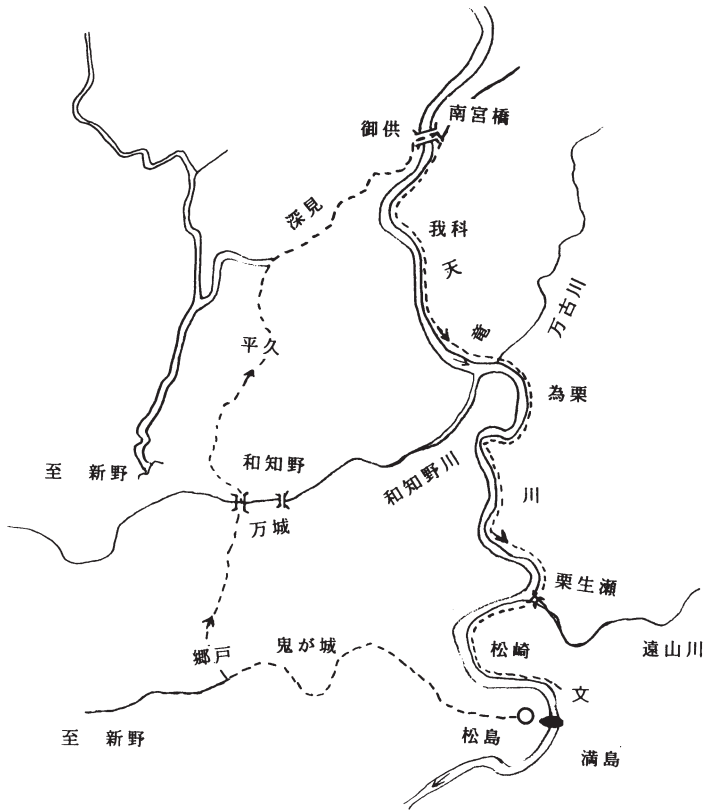 南宮橋
御供
深見
我科
天
竜
万古川
平久
為栗
和知野
和知野川
至 新野
川
万城
栗生瀬
郷戸
鬼が城
松崎
遠山川
文
松島
至 新野
満島